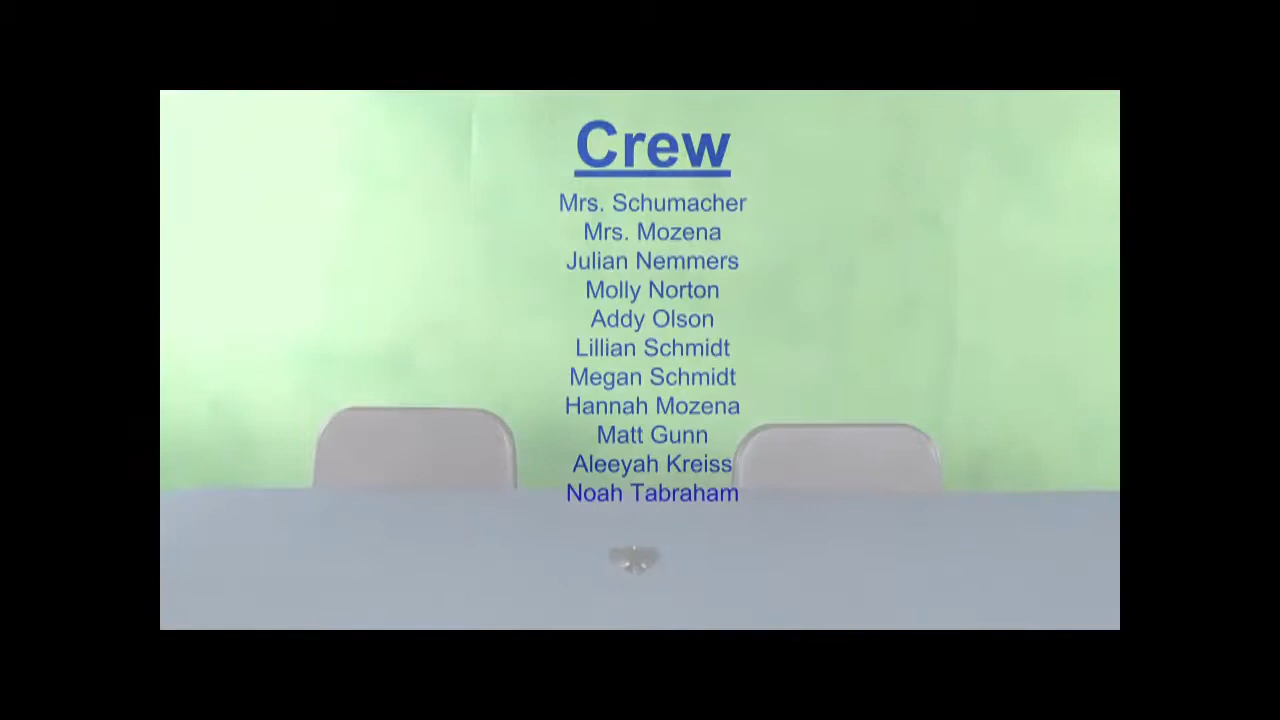 Crew
Mrs. Schumacher
Mrs. Mozena
Julian Nemmers
Molly Norton
Addy Olson
Lillian Schmidt
Megan Schmidt
Hannah Mozena
Matt Gunn
Aleeyah Kreiss
Noah Tabraham